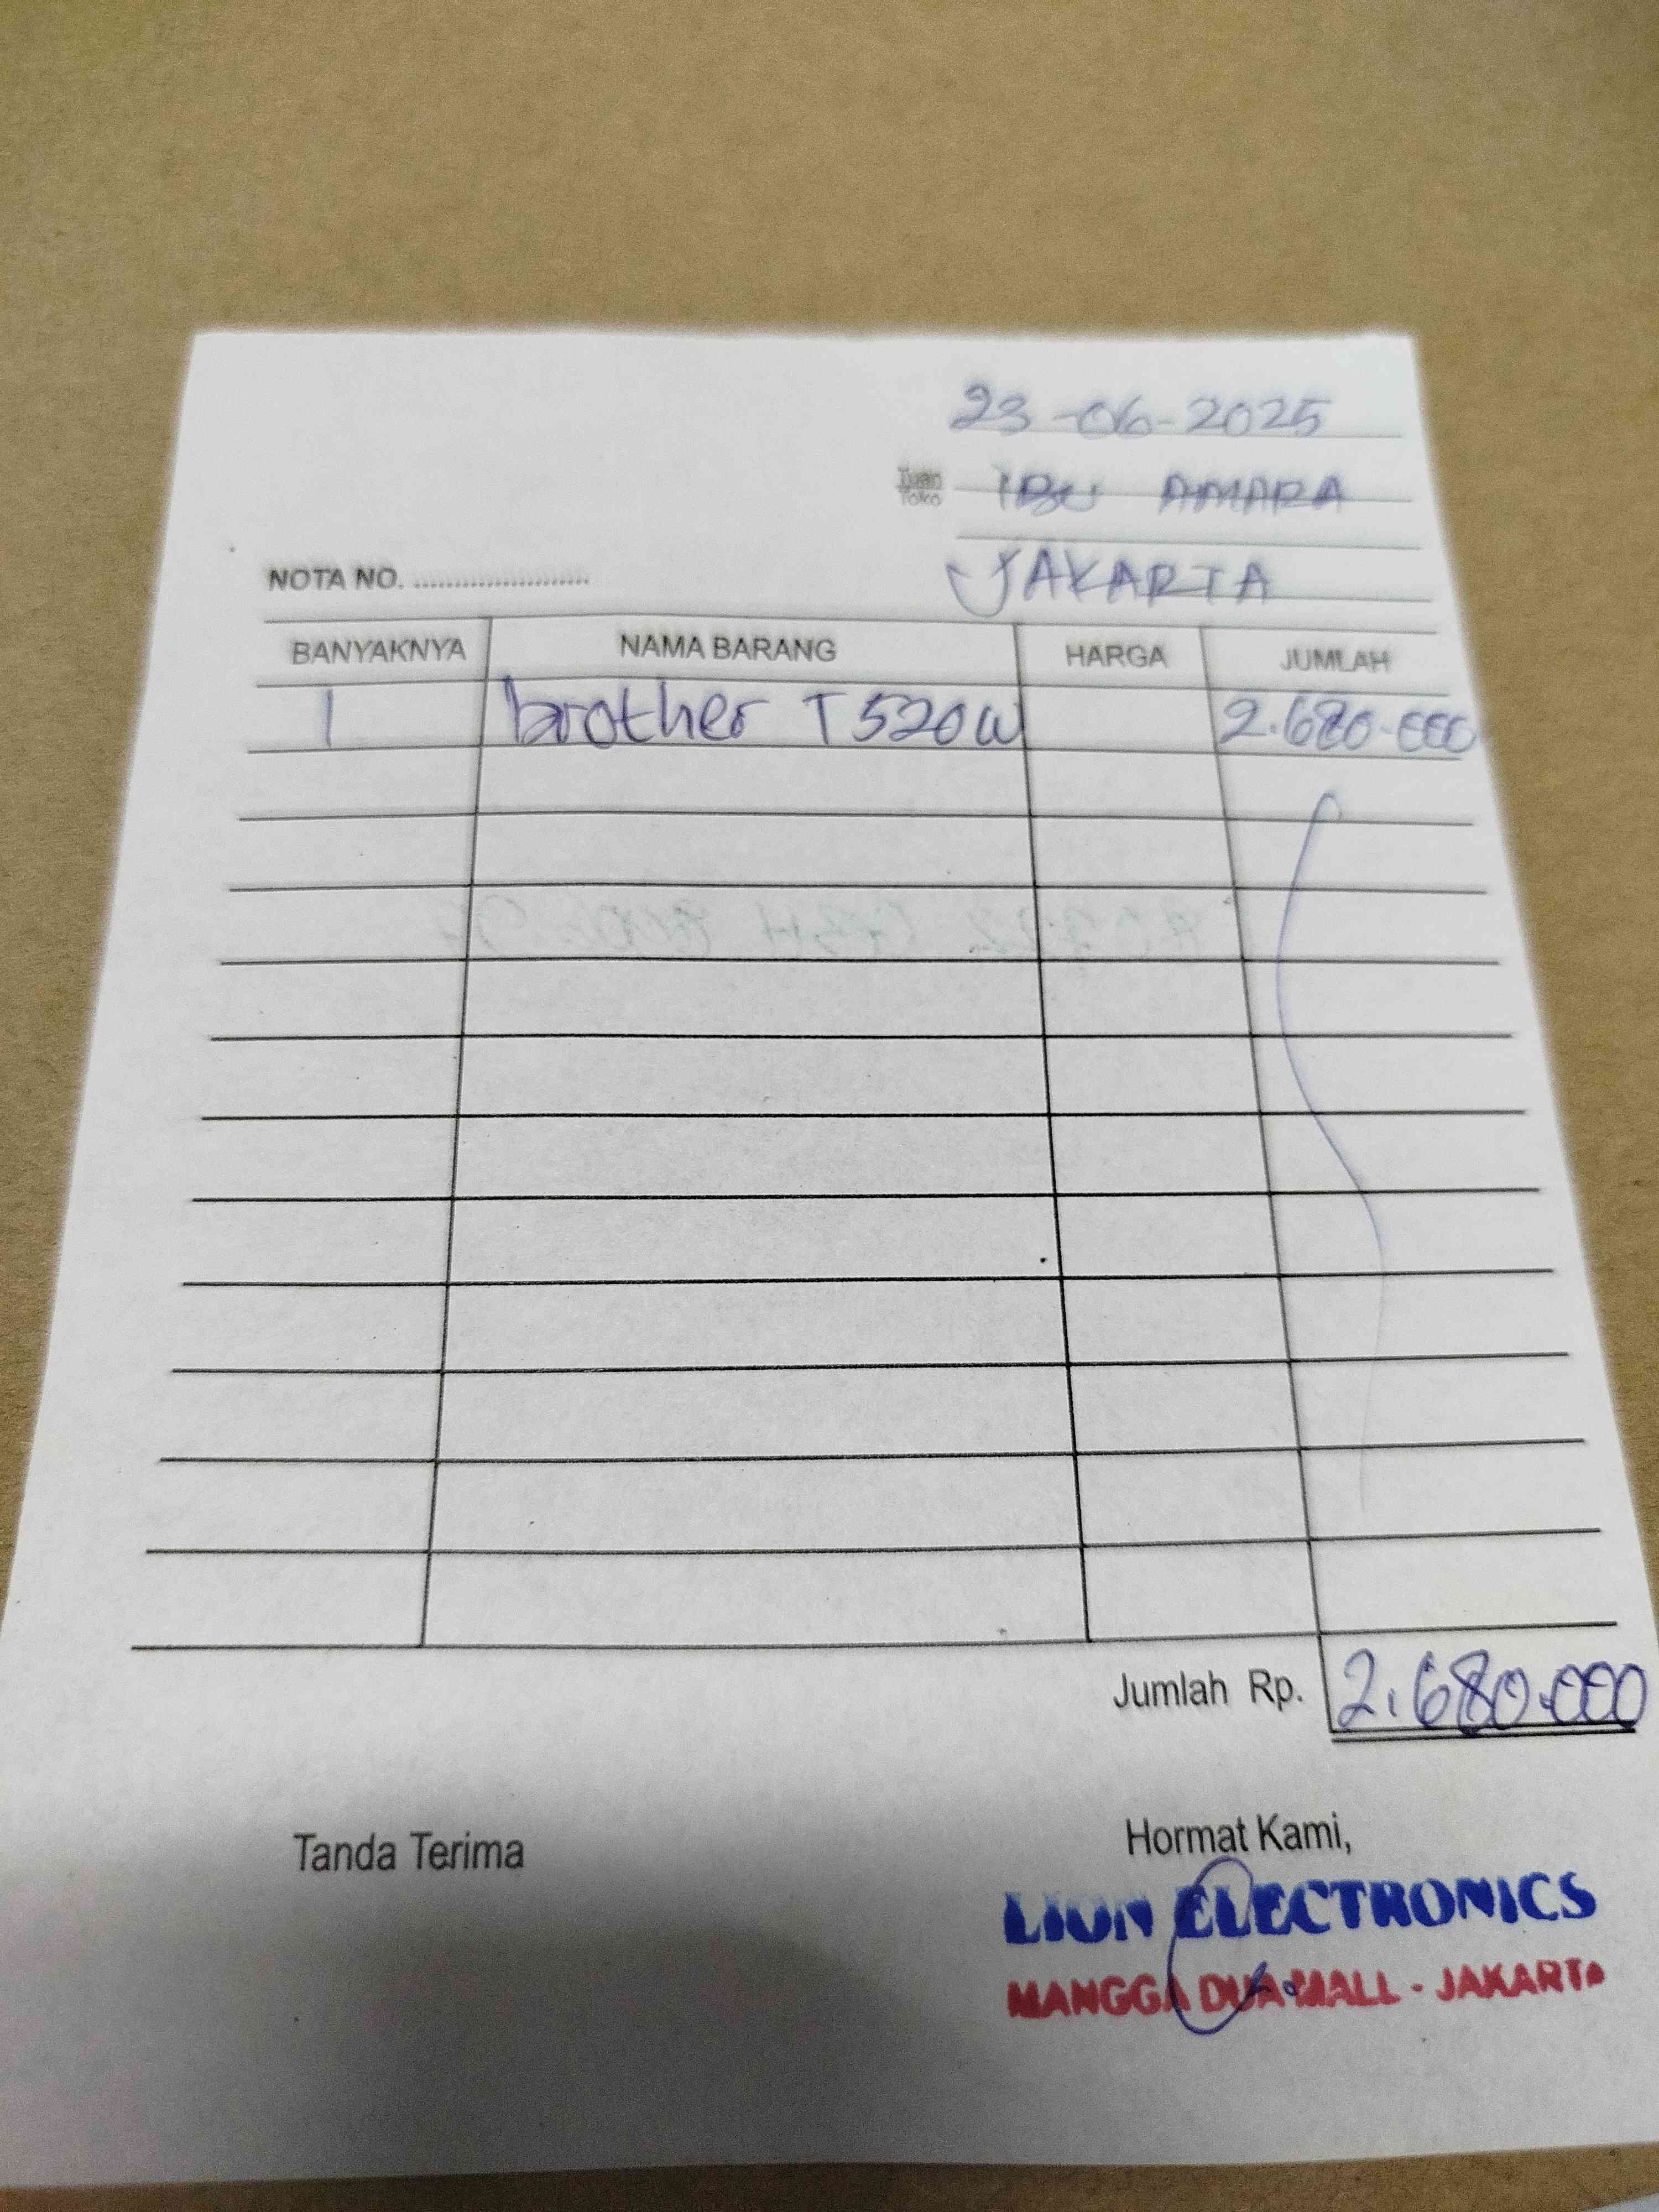 23-06-2025
Tuan
Toko
IBU AMARA
JAKARTA
NOTA NO. ......................
BANYAKNYA NAMA BARANG HARGA JUMLAH
1 brother T520W 2.680.000
Jumlah Rp. 2.680.000
Tanda Terima Hormat Kami,
LION ELECTRONICS
MANGGA DUA MALL - JAKARTA